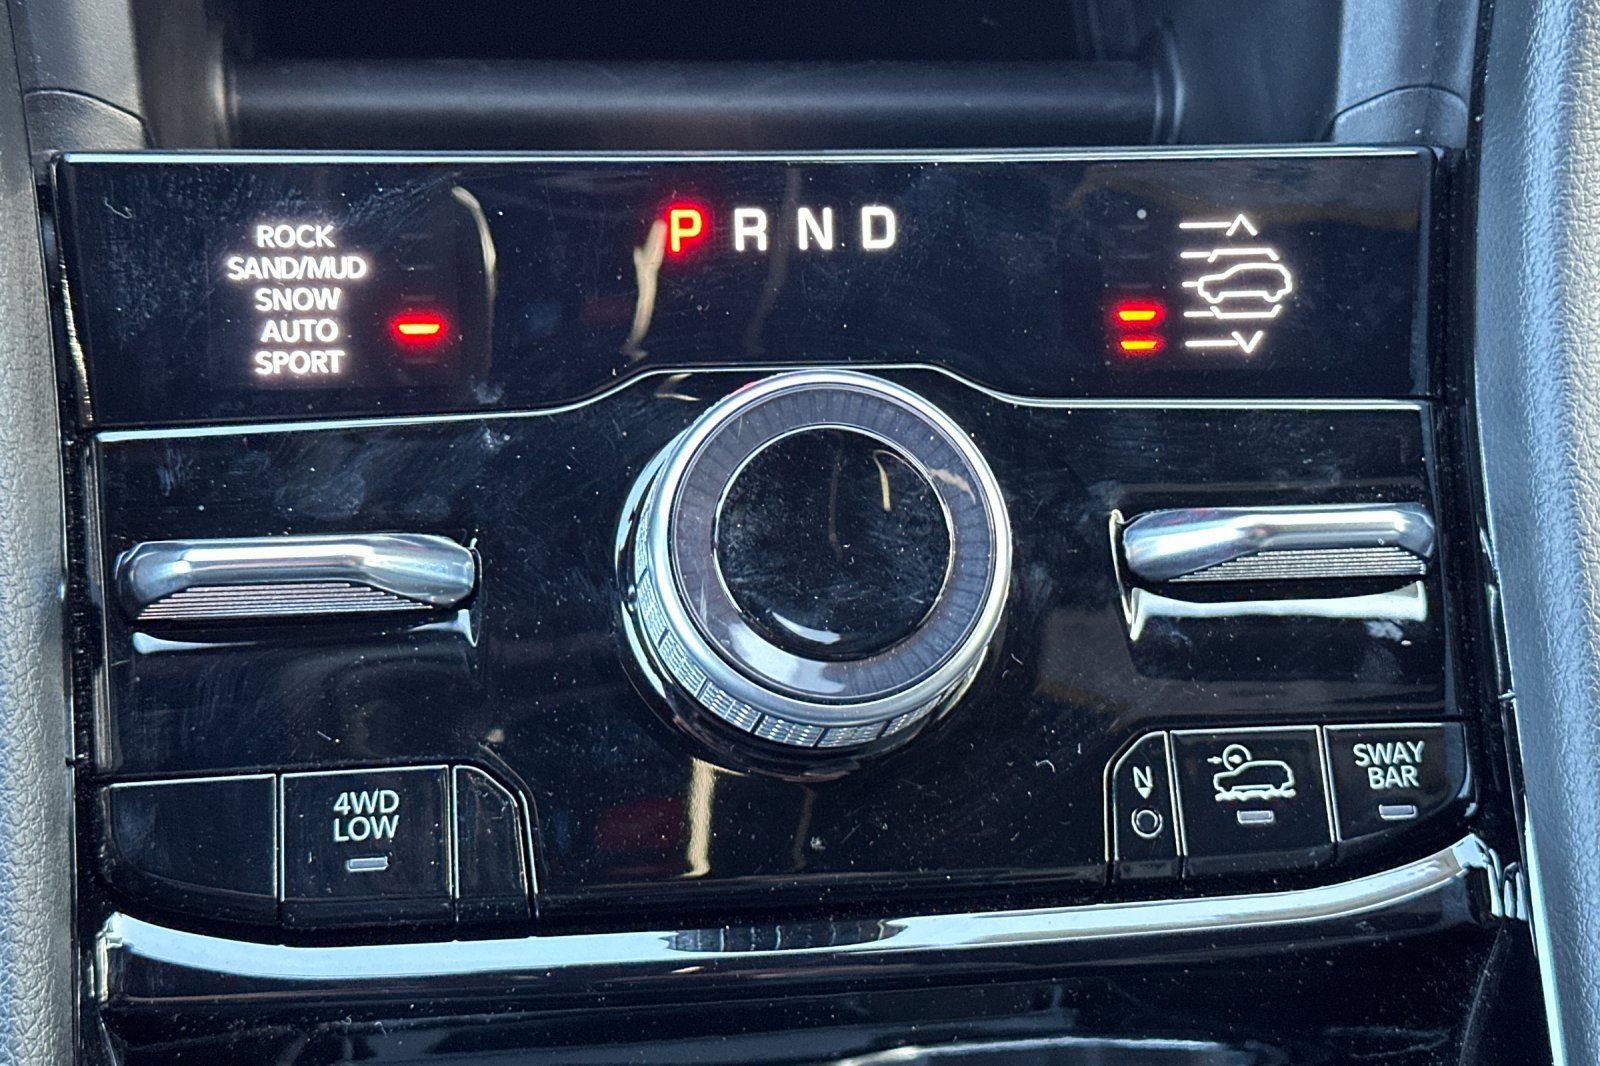 P R N D
ROCK
SAND/MUD
SNOW
AUTO
SPORT
4WD
LOW
N
SWAY
BAR